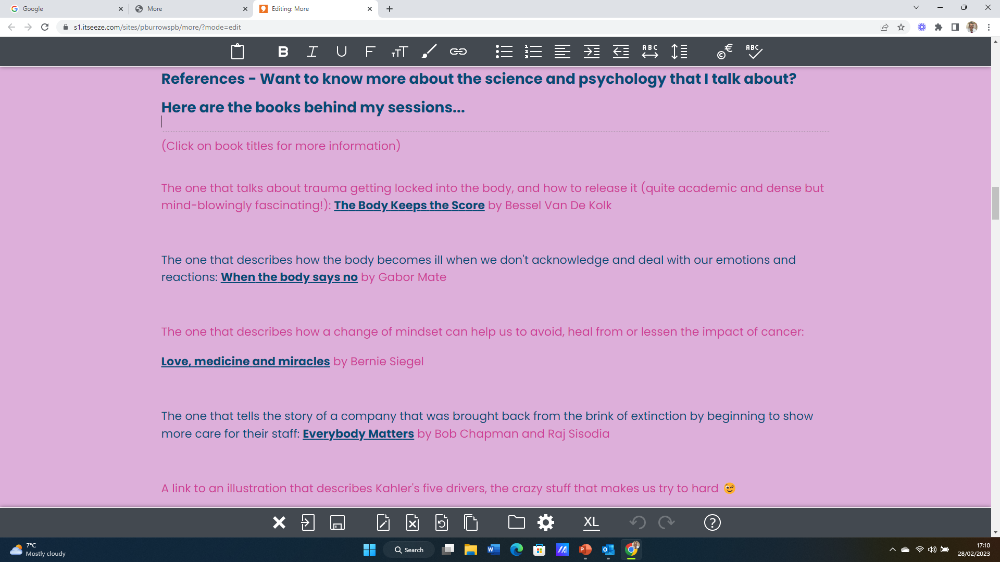 Google
More
Editing: More
s1.itseeze.com/sites/pburrowspb/more/?mode=edit
B I U F TTT
1 2 3
ABC
© €
ABC
References - Want to know more about the science and psychology that I talk about?
Here are the books behind my sessions...
(Click on book titles for more information)
The one that talks about trauma getting locked into the body, and how to release it (quite academic and dense but
mind-blowingly fascinating!): The Body Keeps the Score by Bessel Van De Kolk
The one that describes how the body becomes ill when we don't acknowledge and deal with our emotions and
reactions: When the body says no by Gabor Mate
The one that describes how a change of mindset can help us to avoid, heal from or lessen the impact of cancer:
Love, medicine and miracles by Bernie Siegel
The one that tells the story of a company that was brought back from the brink of extinction by beginning to show
more care for their staff: Everybody Matters by Bob Chapman and Raj Sisodia
A link to an illustration that describes Kahler's five drivers, the crazy stuff that makes us try to hard 😉
XL
?
7°C
Mostly cloudy
Search
17:10
28/02/2023